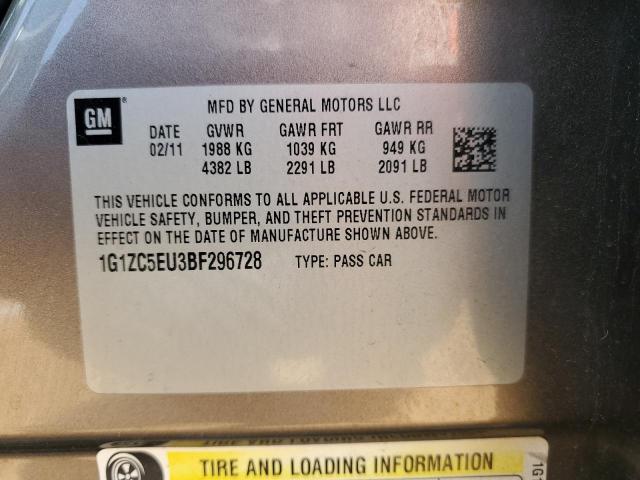 GM
MFD BY GENERAL MOTORS LLC
DATE GVWR GAWR FRT GAWR RR
02/11 1988 KG 1039 KG 949 KG
4382 LB 2291 LB 2091 LB
THIS VEHICLE CONFORMS TO ALL APPLICABLE U.S. FEDERAL MOTOR
VEHICLE SAFETY, BUMPER, AND THEFT PREVENTION STANDARDS IN
EFFECT ON THE DATE OF MANUFACTURE SHOWN ABOVE.
1G1ZC5EU3BF296728 TYPE: PASS CAR
TIRE AND LOADING INFORMATION
1G1